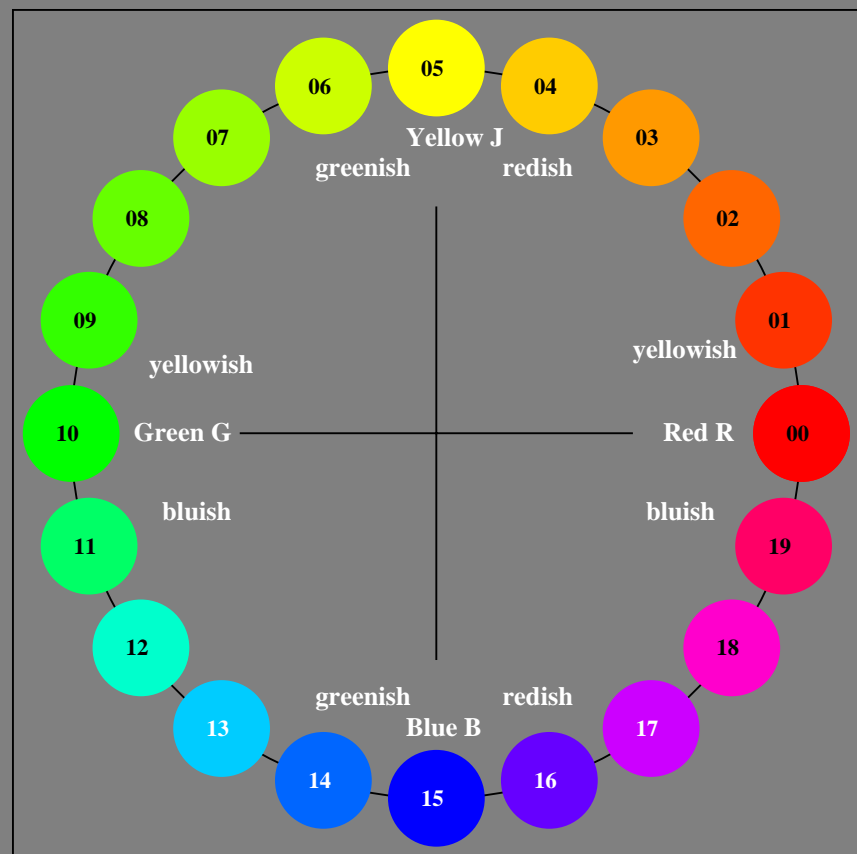 05
06
04
07
Yellow J
03
greenish
redish
08
02
09
01
yellowish
yellowish
10
Green G
Red R
00
bluish
bluish
11
19
12
18
greenish
redish
13
Blue B
17
14
16
15